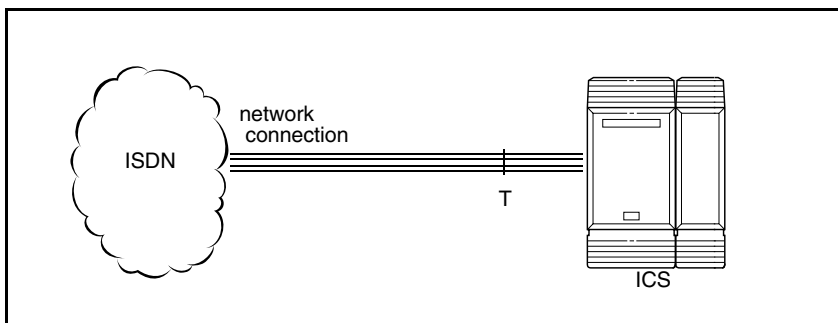 network
connection
ISDN
T
ICS